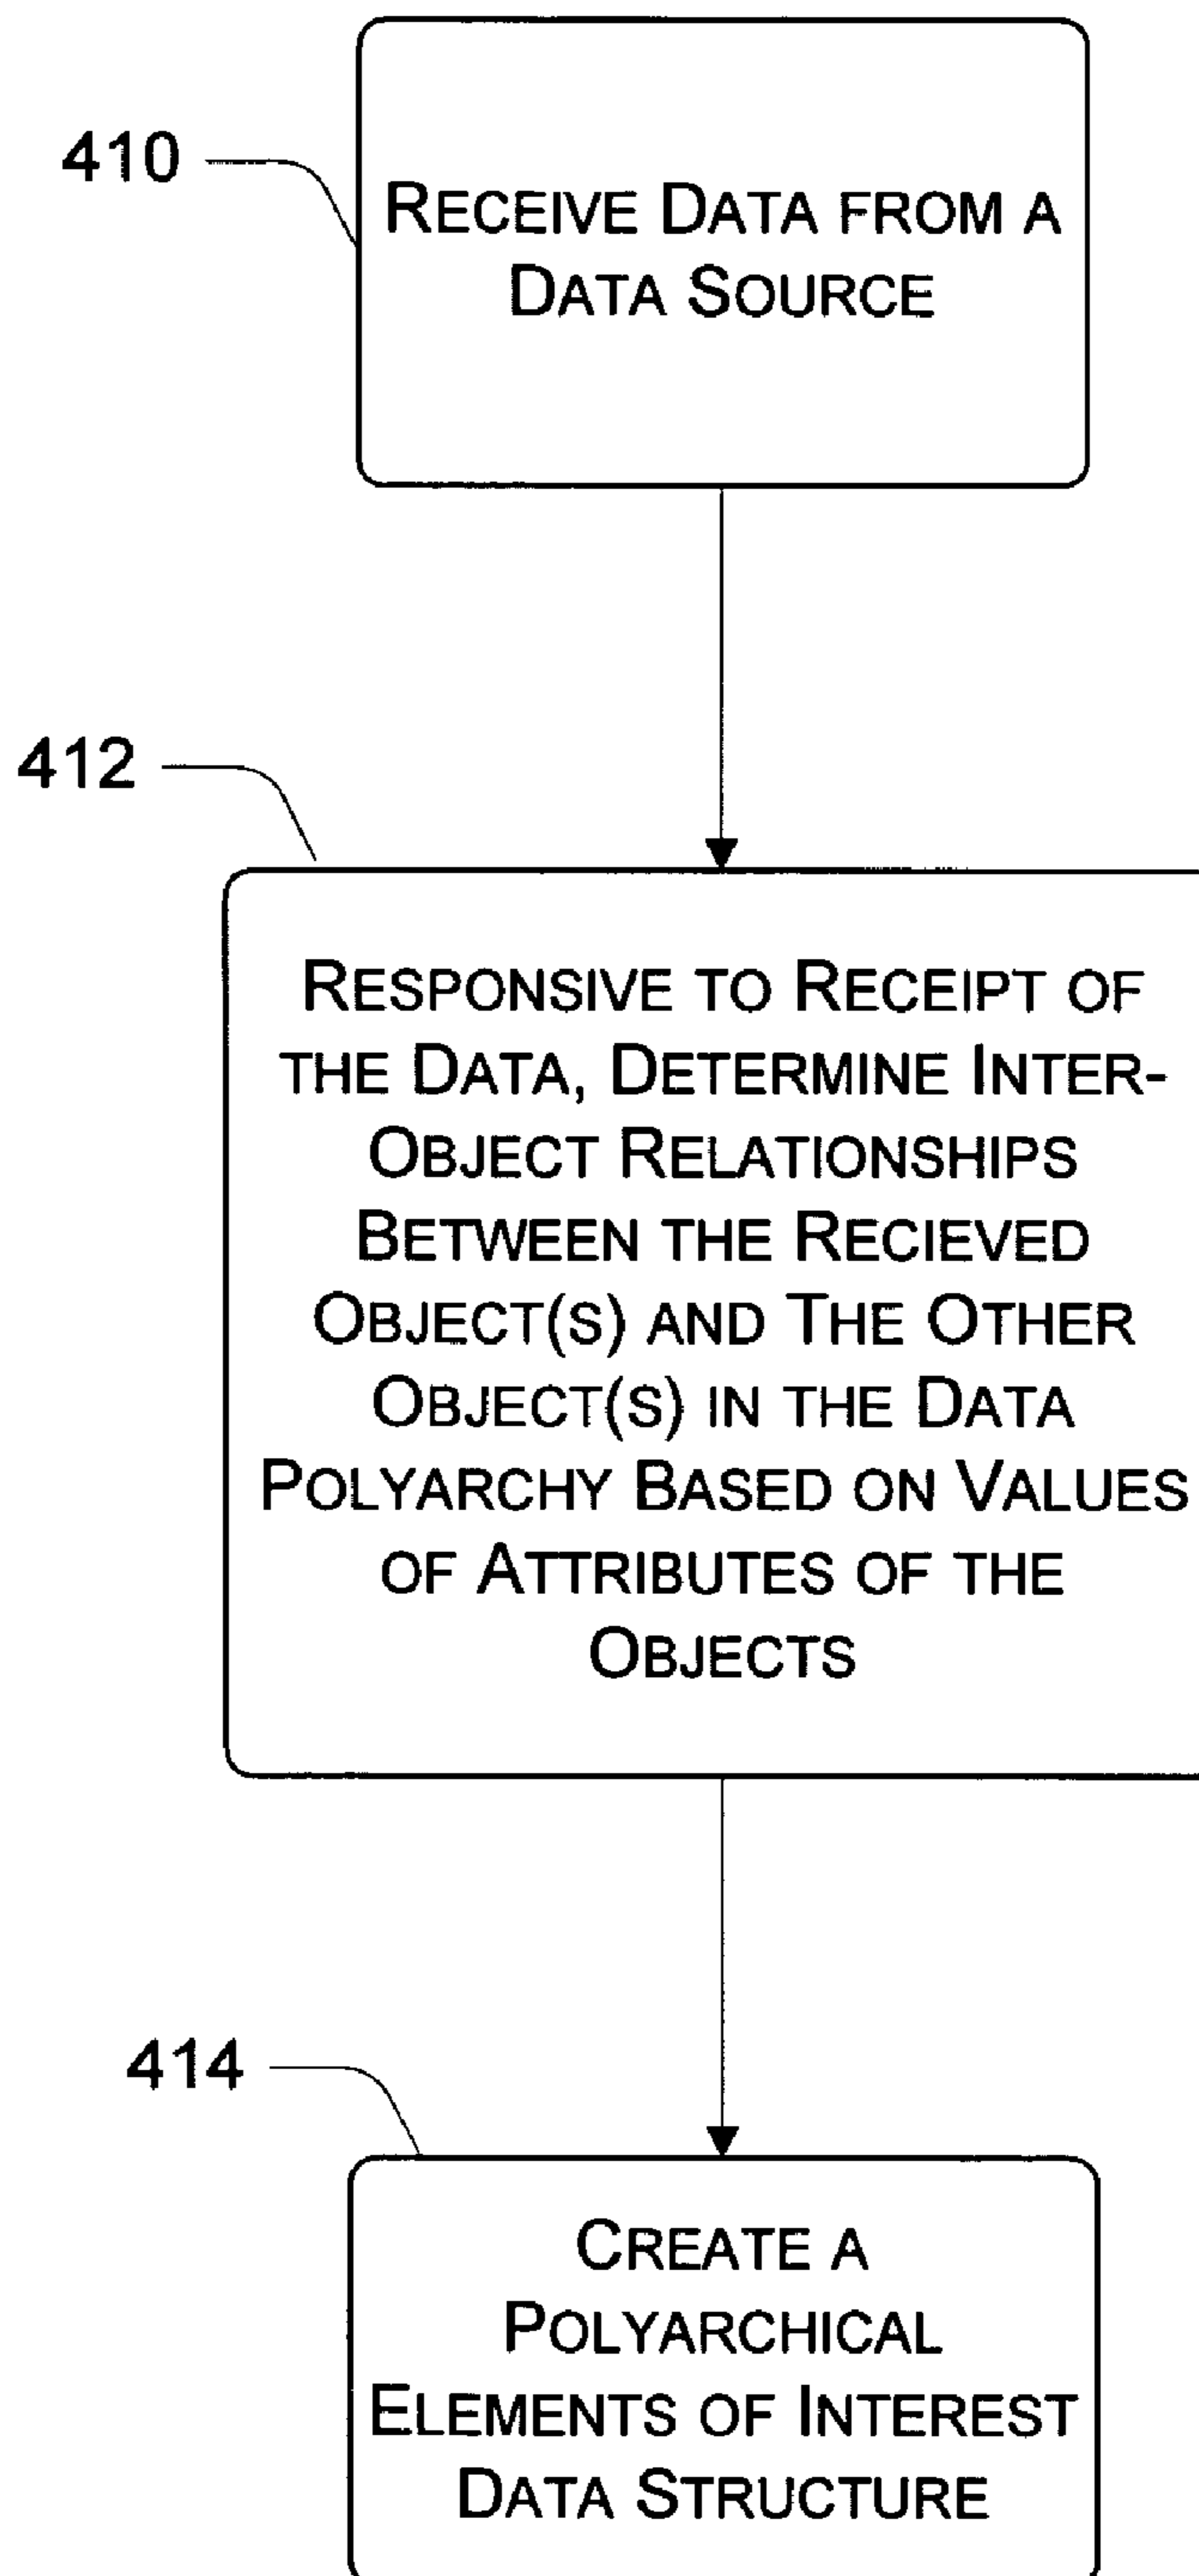 410
RECEIVE DATA FROM A
DATA SOURCE
412
RESPONSIVE TO RECEIPT OF
THE DATA, DETERMINE INTER-
OBJECT RELATIONSHIPS
BETWEEN THE RECIEVED
OBJECT(S) AND THE OTHER
OBJECT(S) IN THE DATA
POLYARCHY BASED ON VALUES
OF ATTRIBUTES OF THE
OBJECTS
414
CREATE A
POLYARCHICAL
ELEMENTS OF INTEREST
DATA STRUCTURE